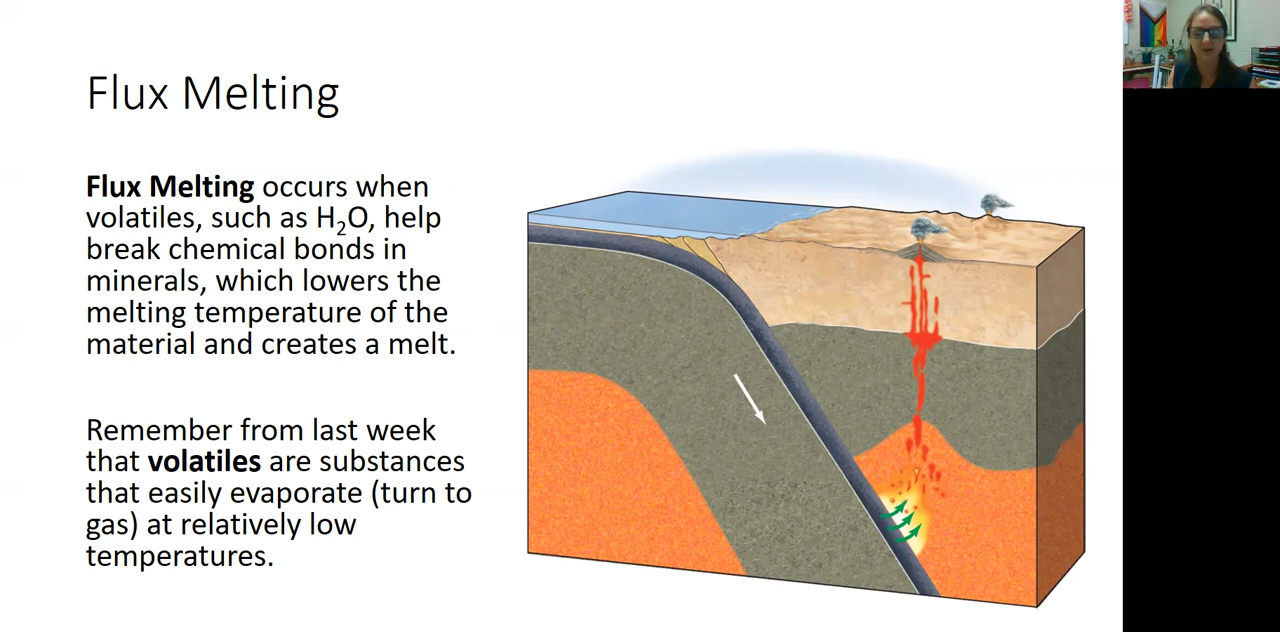 Flux Melting
Flux Melting occurs when
volatiles, such as H₂O, help
break chemical bonds in
minerals, which lowers the
melting temperature of the
material and creates a melt.
Remember from last week
that volatiles are substances
that easily evaporate (turn to
gas) at relatively low
temperatures.